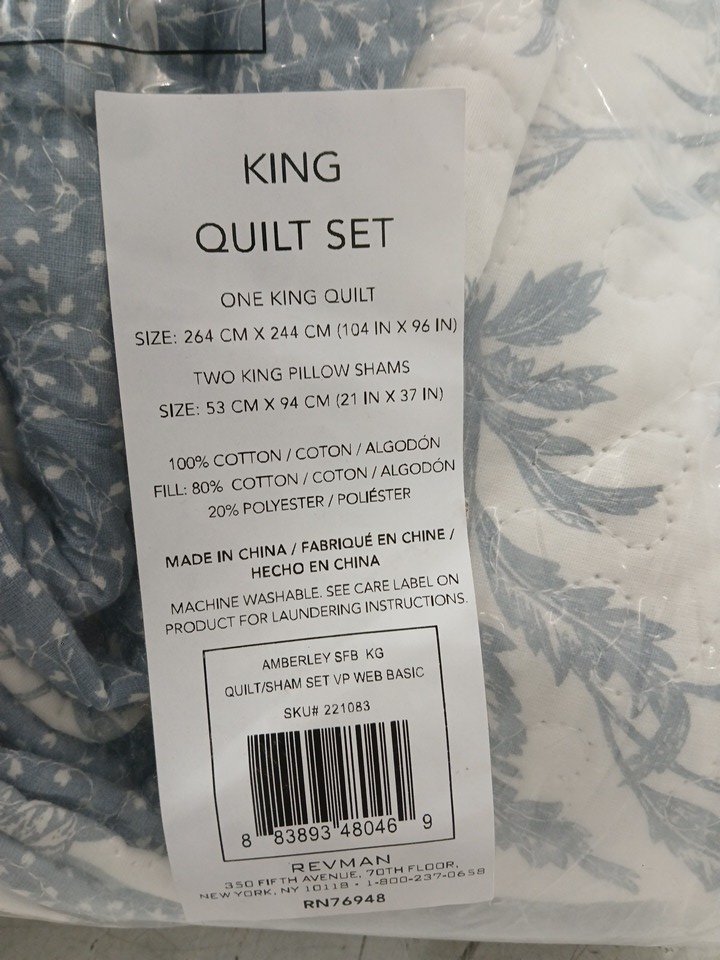 KING
QUILT SET
ONE KING QUILT
SIZE: 264 CM X 244 CM (104 IN X 96 IN)
TWO KING PILLOW SHAMS
SIZE: 53 CM X 94 CM (21 IN X 37 IN)
100% COTTON / COTON / ALGODÓN
FILL: 80% COTTON / COTON / ALGODÓN
20% POLYESTER / POLIÉSTER
MADE IN CHINA / FABRIQUÉ EN CHINE /
HECHO EN CHINA
MACHINE WASHABLE. SEE CARE LABEL ON
PRODUCT FOR LAUNDERING INSTRUCTIONS.
AMBERLEY SFB KG
QUILT/SHAM SET VP WEB BASIC
SKU# 221083
8 83893 48046 9
REVMAN
350 FIFTH AVENUE, 70TH FLOOR,
NEW YORK, NY 10118 • 1-800-237-0658
RN76948